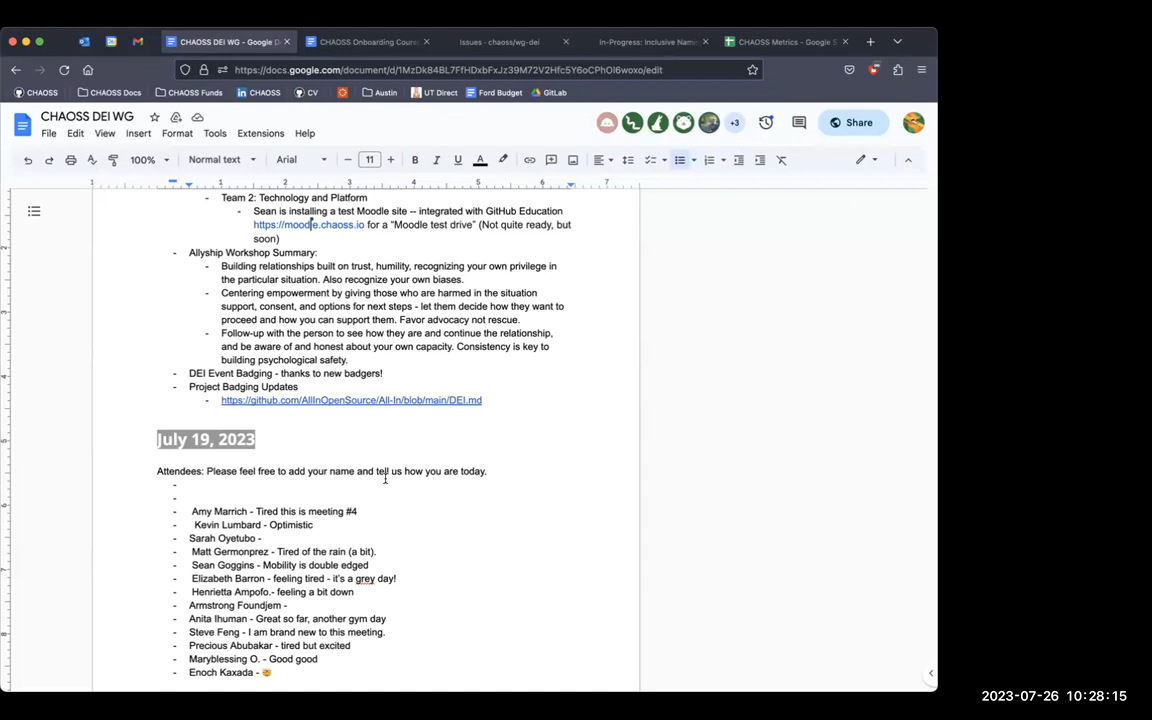 CHAOSS DEI WG - Google D
CHAOSS Onboarding Course
Issues · chaoss/wg-dei
In-Progress: Inclusive Namin
CHAOSS Metrics - Google S
https://docs.google.com/document/d/1MzDk84BL7FfHDxbFxJz39M72V2Hfc5Y6oCPhOI6woxo/edit
CHAOSS CHAOSS Docs CHAOSS Funds CHAOSS CV Austin UT Direct Ford Budget GitLab
CHAOSS DEI WG
File Edit View Insert Format Tools Extensions Help
+3
Share
100% Normal text Arial 11 B I U A
1 1 2 3 4 5 6 7
- Team 2: Technology and Platform
- Sean is installing a test Moodle site -- integrated with GitHub Education
https://moodle.chaoss.io for a “Moodle test drive” (Not quite ready, but
soon)
- Allyship Workshop Summary:
- Building relationships built on trust, humility, recognizing your own privilege in
the particular situation. Also recognize your own biases.
- Centering empowerment by giving those who are harmed in the situation
support, consent, and options for next steps - let them decide how they want to
proceed and how you can support them. Favor advocacy not rescue.
- Follow-up with the person to see how they are and continue the relationship,
and be aware of and honest about your own capacity. Consistency is key to
building psychological safety.
- DEI Event Badging - thanks to new badgers!
- Project Badging Updates
- https://github.com/AllInOpenSource/All-In/blob/main/DEI.md
July 19, 2023
Attendees: Please feel free to add your name and tell us how you are today.
-
-
- Amy Marrich - Tired this is meeting #4
- Kevin Lumbard - Optimistic
- Sarah Oyetubo -
- Matt Germonprez - Tired of the rain (a bit).
- Sean Goggins - Mobility is double edged
- Elizabeth Barron - feeling tired - it's a grey day!
- Henrietta Ampofo.- feeling a bit down
- Armstrong Foundjem -
- Anita Ihuman - Great so far, another gym day
- Steve Feng - I am brand new to this meeting.
- Precious Abubakar - tired but excited
- Maryblessing O. - Good good
- Enoch Kaxada - 🤯
2023-07-26 10:28:15